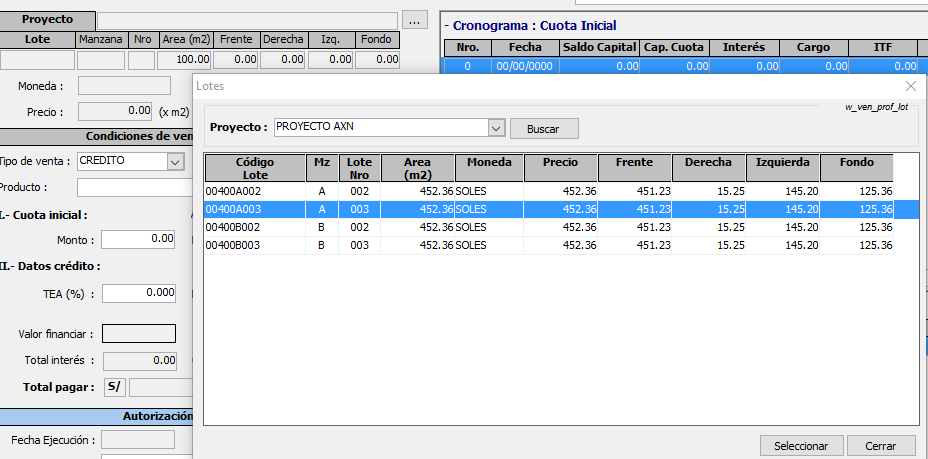 Proyecto ...
Lote Manzana Nro Area (m2) Frente Derecha Izq. Fondo
100.00 0.00 0.00 0.00 0.00
Moneda :
Precio : 0.00 (x m2)
Condiciones de ven
Tipo de venta : CREDITO
Producto :
I.- Cuota inicial :
Monto : 0.00
II.- Datos crédito :
TEA (%) : 0.000
Valor financiar :
Total interés : 0.00
Total pagar : S/
Autorización
Fecha Ejecución :
- Cronograma : Cuota Inicial
Nro. Fecha Saldo Capital Cap. Cuota Interés Cargo ITF
0 00/00/0000 0.00 0.00 0.00 0.00 0.00
Lotes
w_ven_prof_lot
Proyecto : PROYECTO AXN Buscar
Código Mz Lote Area Moneda Precio Frente Derecha Izquierda Fondo
Lote Nro (m2)
00400A002 A 002 452.36 SOLES 452.36 451.23 15.25 145.20 125.36
00400A003 A 003 452.36 SOLES 452.36 451.23 15.25 145.20 125.36
00400B002 B 002 452.36 SOLES 452.36 451.23 15.25 145.20 125.36
00400B003 B 003 452.36 SOLES 452.36 451.23 15.25 145.20 125.36
Seleccionar Cerrar